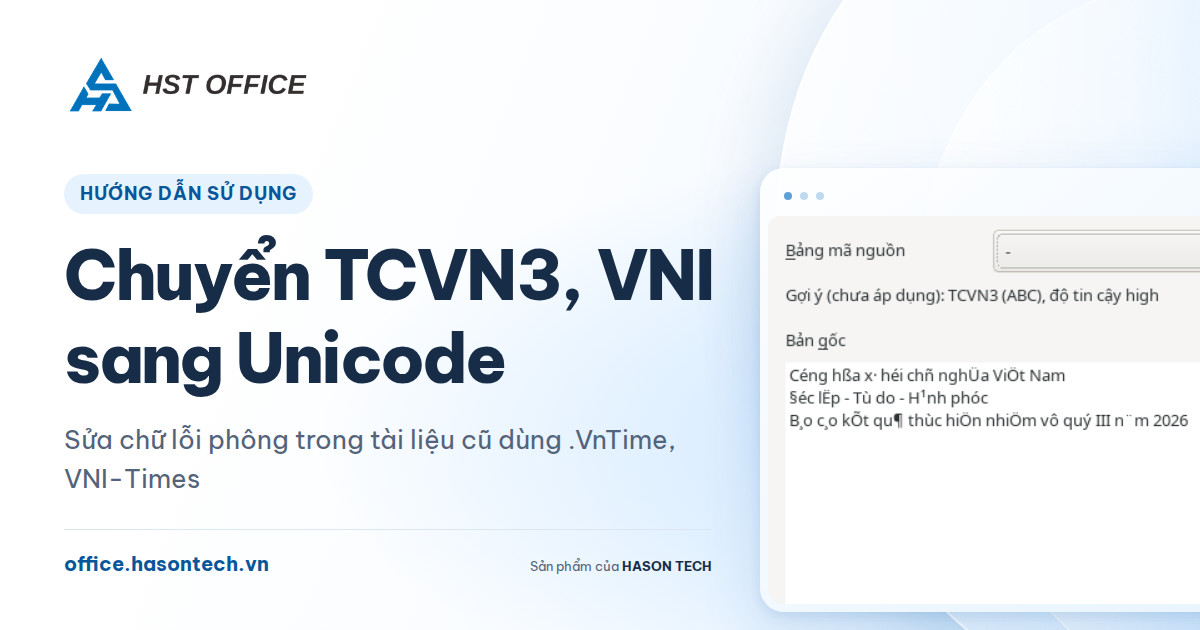 HST OFFICE
HƯỚNG DẪN SỬ DỤNG
Chuyển TCVN3, VNI
sang Unicode
Sửa chữ lỗi phông trong tài liệu cũ dùng .VnTime,
VNI-Times
office.hasontech.vn
Sản phẩm của HASON TECH
Bảng mã nguồn
-
Gợi ý (chưa áp dụng): TCVN3 (ABC), độ tin cậy high
Bản gốc
Céng hßa x· héi chñ nghÜa ViÖt Nam
§éc lËp - Tù do - H¹nh phóc
B¸o c¸o kÕt qu¶ thùc hiÖn nhiÖm vô quý III n¨m 2026